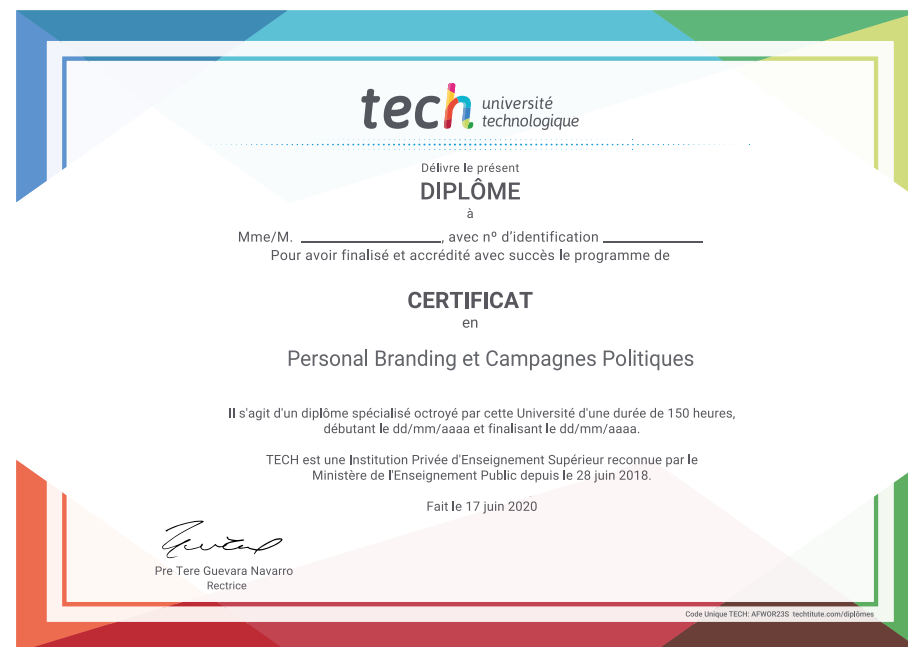 tech université
technologique
Délivre le présent
DIPLÔME
à
Mme/M. ____________________, avec nº d'identification ______________
Pour avoir finalisé et accrédité avec succès le programme de
CERTIFICAT
en
Personal Branding et Campagnes Politiques
Il s'agit d'un diplôme spécialisé octroyé par cette Université d'une durée de 150 heures,
débutant le dd/mm/aaaa et finalisant le dd/mm/aaaa.
TECH est une Institution Privée d'Enseignement Supérieur reconnue par le
Ministère de l'Enseignement Public depuis le 28 juin 2018.
Fait le 17 juin 2020
Pre Tere Guevara Navarro
Rectrice
Code Unique TECH: AFWOR23S techtitute.com/diplômes